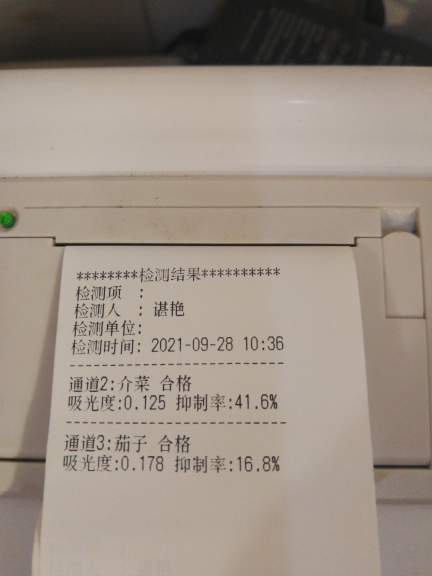 ********检测结果**********
检测项  :
检测人  : 谌艳
检测单位:
检测时间: 2021-09-28 10:36
------------------------------
通道2:介菜 合格
吸光度:0.125 抑制率:41.6%
------------------------------
通道3:茄子 合格
吸光度:0.178 抑制率:16.8%